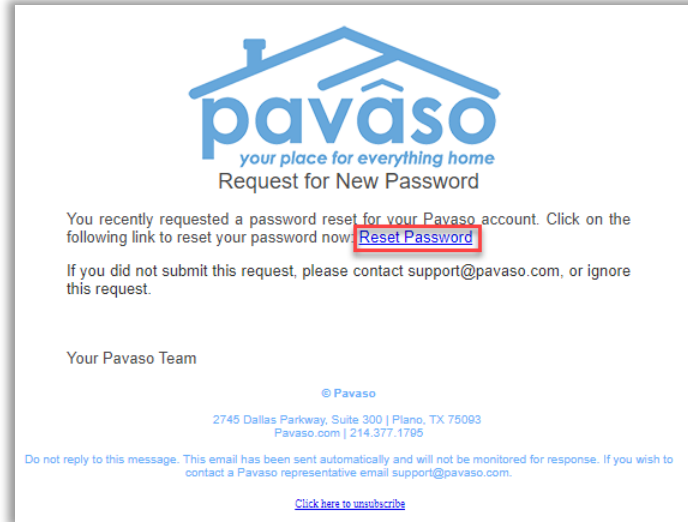 pavâso
your place for everything home
Request for New Password
You recently requested a password reset for your Pavaso account. Click on the
following link to reset your password now: Reset Password
If you did not submit this request, please contact support@pavaso.com, or ignore
this request.
Your Pavaso Team
© Pavaso
2745 Dallas Parkway, Suite 300 | Plano, TX 75093
Pavaso.com | 214.377.1795
Do not reply to this message. This email has been sent automatically and will not be monitored for response. If you wish to
contact a Pavaso representative email support@pavaso.com.
Click here to unsubscribe